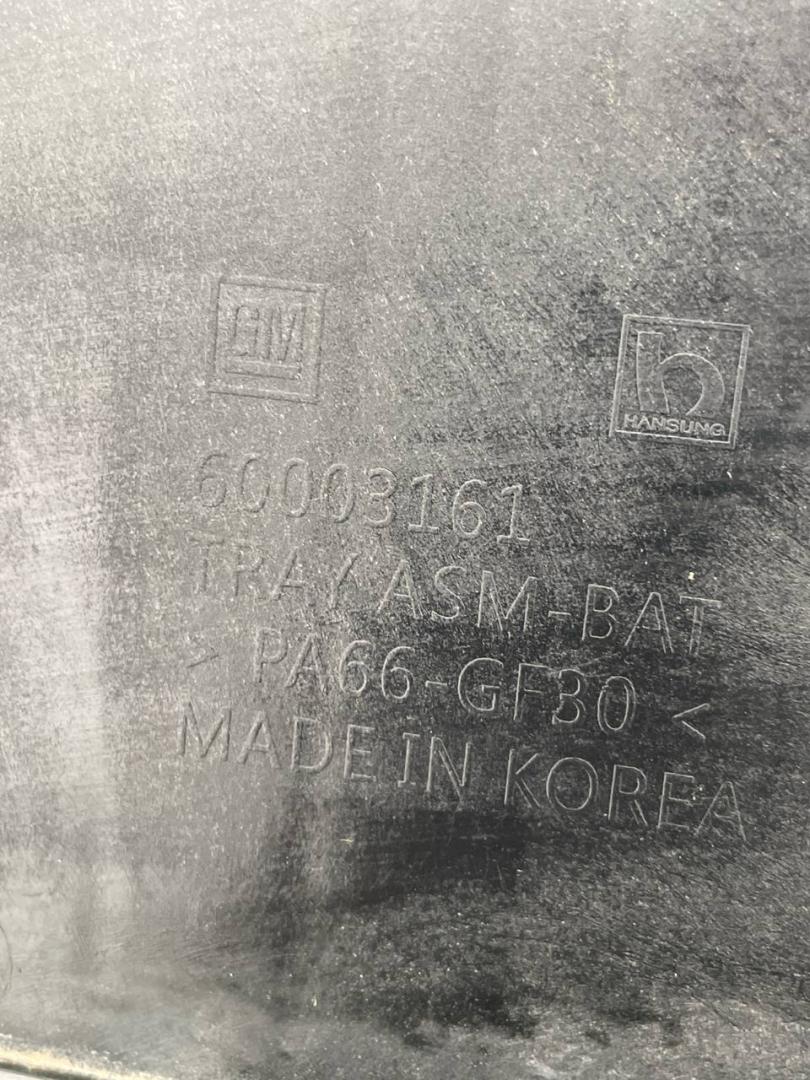 GM
HANSUNG
60003161
TRAY ASM-BAT
> PA66-GF30 <
MADE IN KOREA